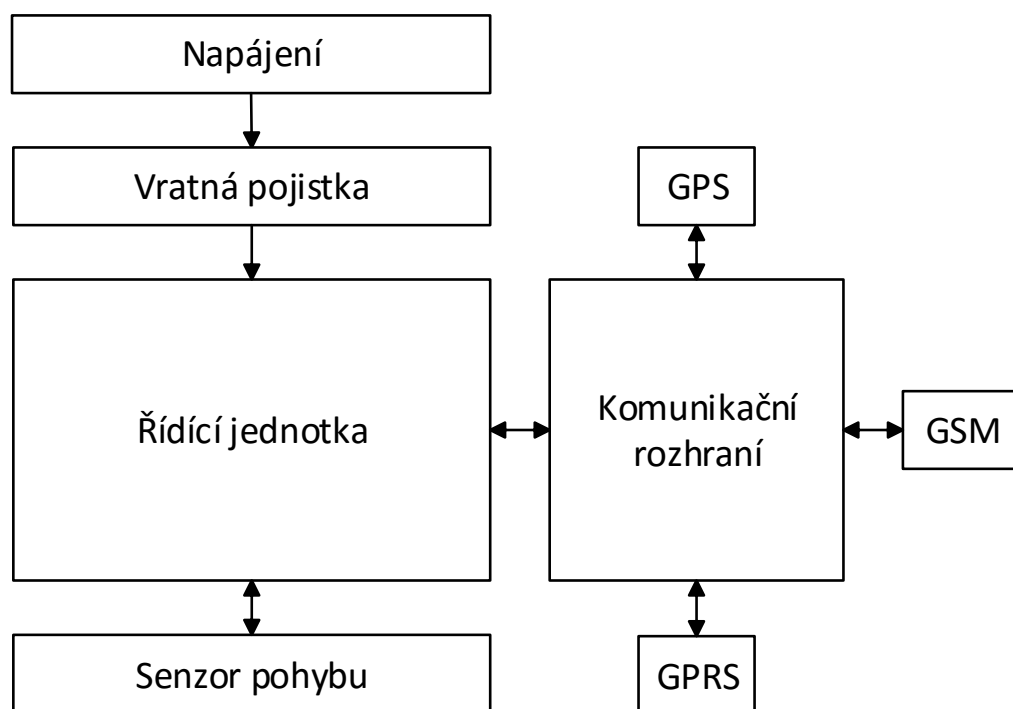 Napájení
Vratná pojistka
GPS
Řídící jednotka
Komunikační
rozhraní
GSM
Senzor pohybu
GPRS